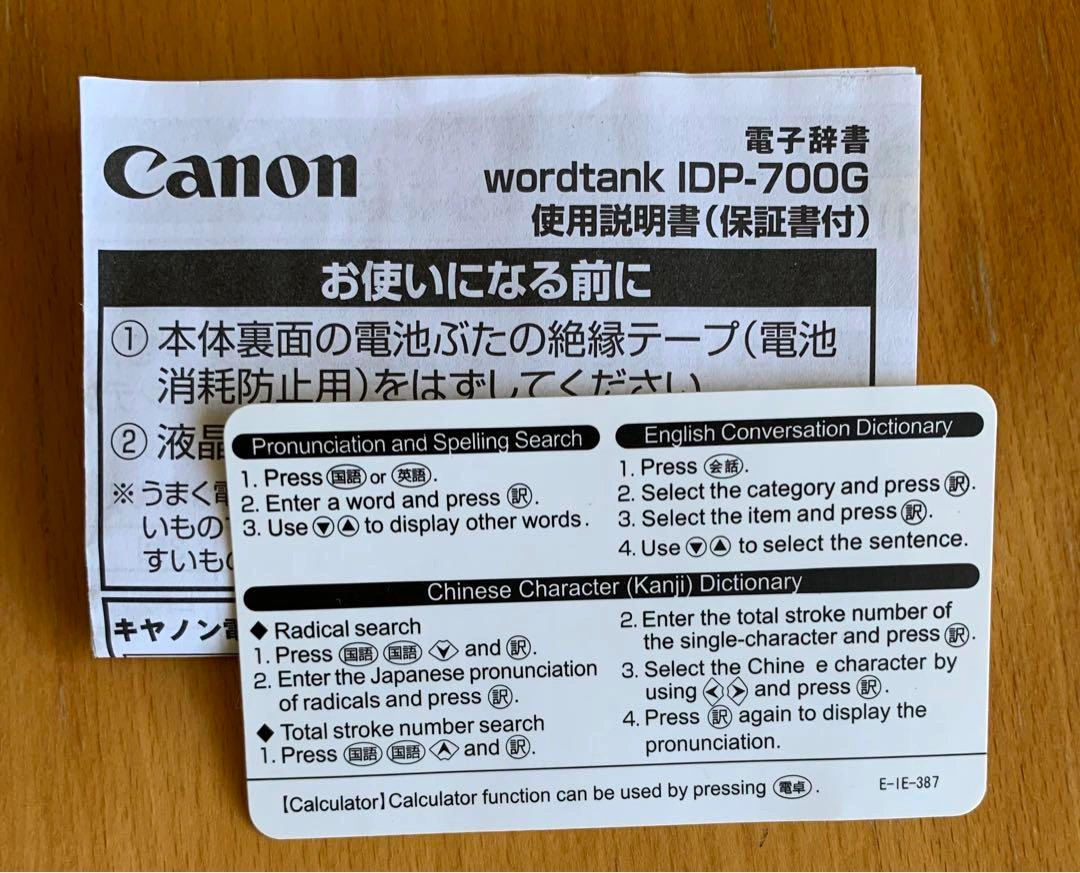 Canon
電子辞書
wordtank IDP-700G
使用説明書(保証書付)
お使いになる前に
① 本体裏面の電池ぶたの絶縁テープ(電池
消耗防止用)をはずしてください
② 液晶
※うまく電
いもの
すいもの
キヤノン電
Pronunciation and Spelling Search
1. Press 国語 or 英語.
2. Enter a word and press 訳.
3. Use ▼▲ to display other words.
English Conversation Dictionary
1. Press 会話.
2. Select the category and press 訳.
3. Select the item and press 訳.
4. Use ▼▲ to select the sentence.
Chinese Character (Kanji) Dictionary
◆ Radical search
1. Press 国語 国語 ∨ and 訳.
2. Enter the Japanese pronunciation
of radicals and press 訳.
◆ Total stroke number search
1. Press 国語 国語 ∧ and 訳.
2. Enter the total stroke number of
the single-character and press 訳.
3. Select the Chine e character by
using < > and press 訳.
4. Press 訳 again to display the
pronunciation.
【Calculator】Calculator function can be used by pressing 電卓.
E-IE-387